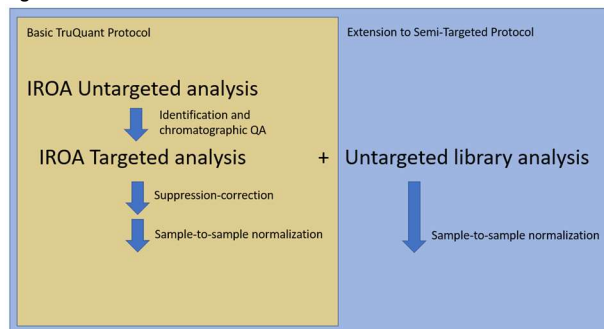 Basic TruQuant Protocol
Extension to Semi-Targeted Protocol
IROA Untargeted analysis
Identification and
chromatographic QA
IROA Targeted analysis + Untargeted library analysis
Suppression-correction
Sample-to-sample normalization
Sample-to-sample normalization